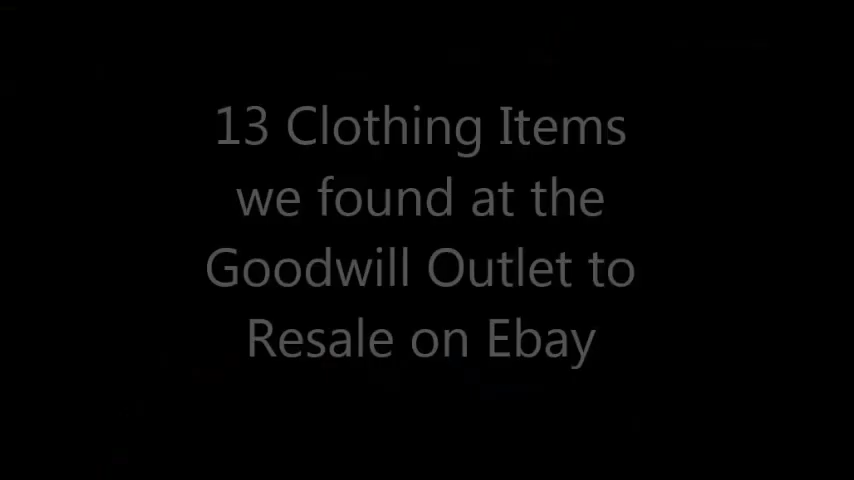 13 Clothing Items
we found at the
Goodwill Outlet to
Resale on Ebay